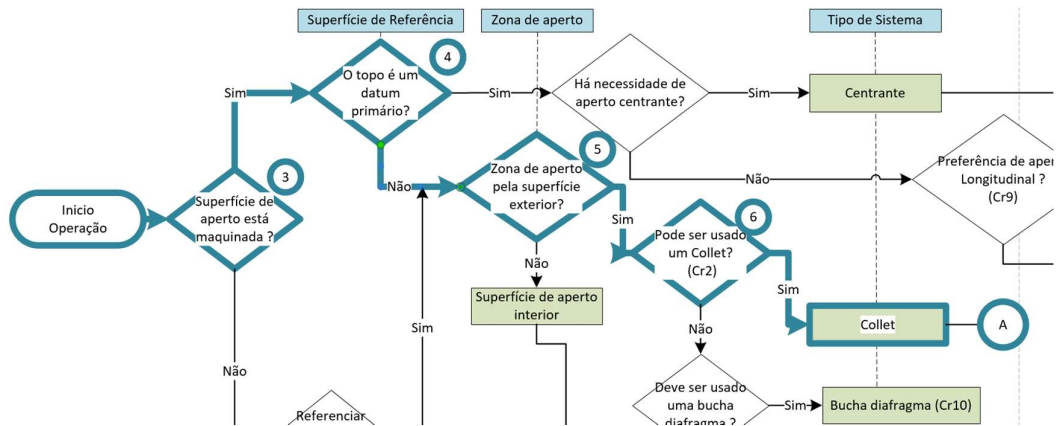 Superfície de Referência
Zona de aperto
Tipo de Sistema
4
O topo é um
datum
primário?
Sim
Sim
Há necessidade de
aperto centrante?
Sim
Centrante
5
Zona de aperto
pela superfície
exterior?
Não
3
Superfície de
aperto está
maquinada ?
Inicio
Operação
Não
Preferência de aper
Longitudinal ?
(Cr9)
Sim
6
Pode ser usado
um Collet?
(Cr2)
Não
Superfície de aperto
interior
Sim
Collet
A
Sim
Não
Não
Deve ser usado
uma bucha
diafragma ?
Sim
Bucha diafragma (Cr10)
Referenciar